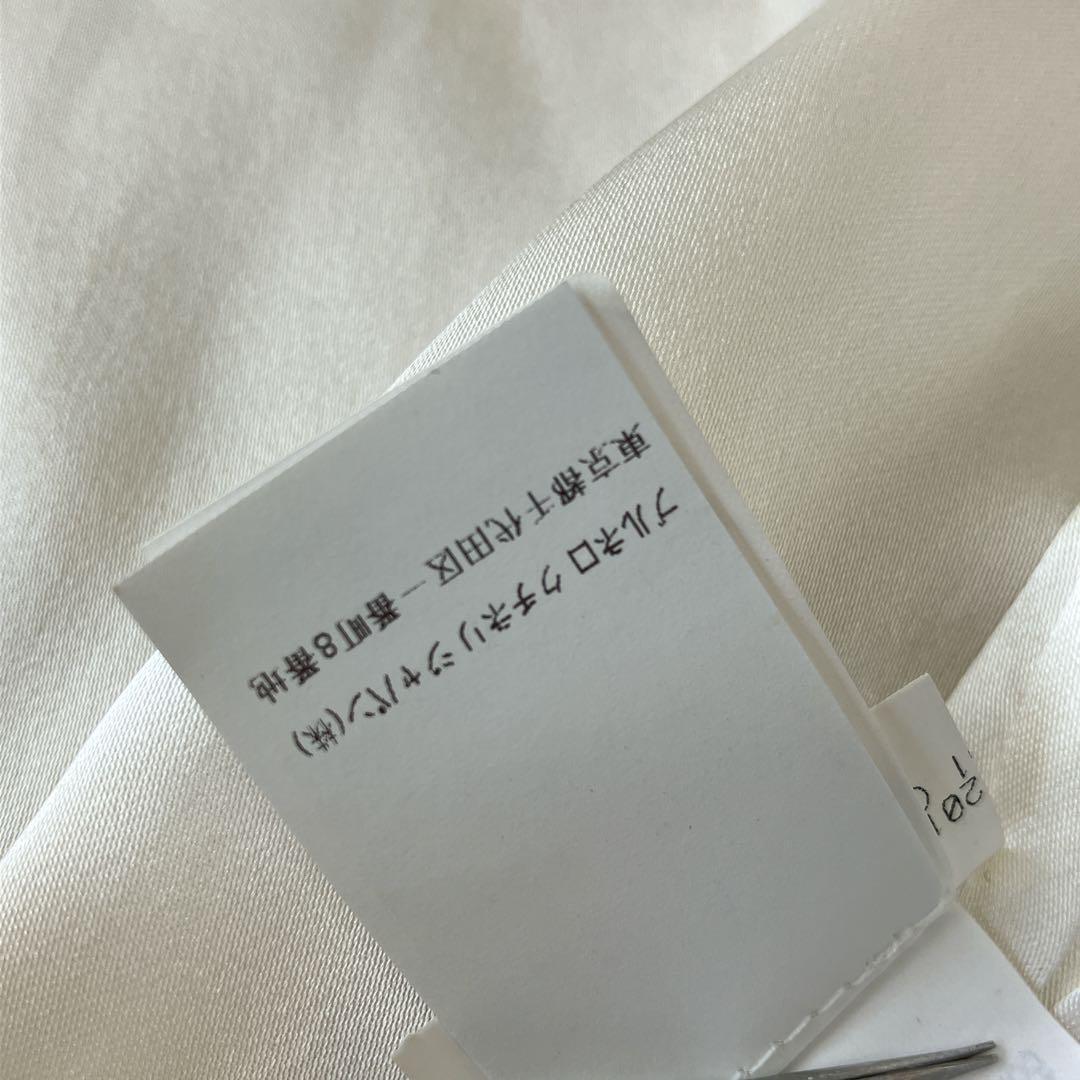 ブルネロ クチネリ ジャパン(株)
東京都千代田区一番町8番地